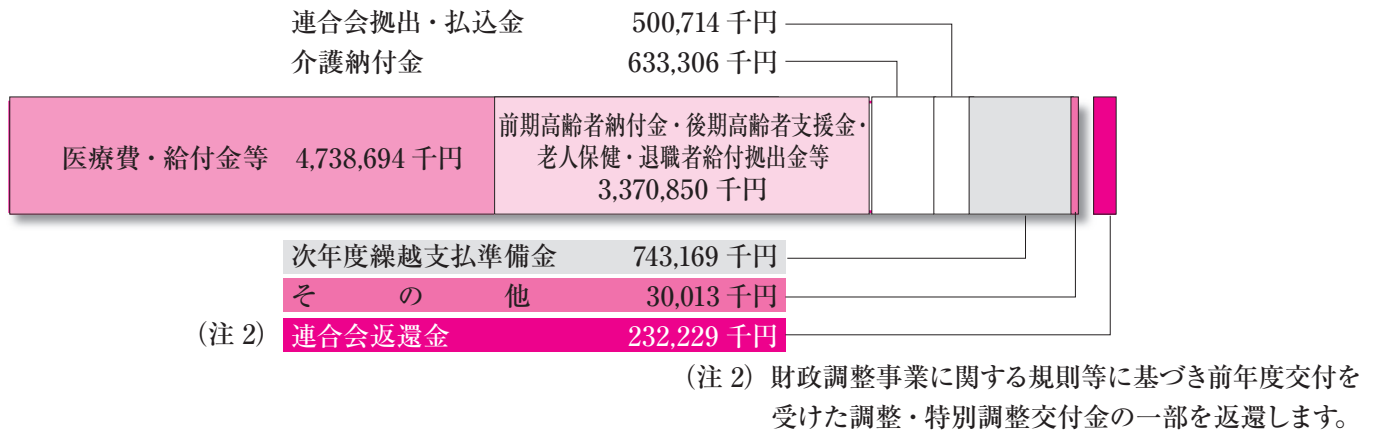 連合会拠出・払込金 500,714 千円
介護納付金 633,306 千円
医療費・給付金等 4,738,694 千円
前期高齢者納付金・後期高齢者支援金・
老人保健・退職者給付拠出金等
3,370,850 千円
次年度繰越支払準備金 743,169 千円
その他 30,013 千円
(注 2) 連合会返還金 232,229 千円
(注 2) 財政調整事業に関する規則等に基づき前年度交付を
受けた調整・特別調整交付金の一部を返還します。